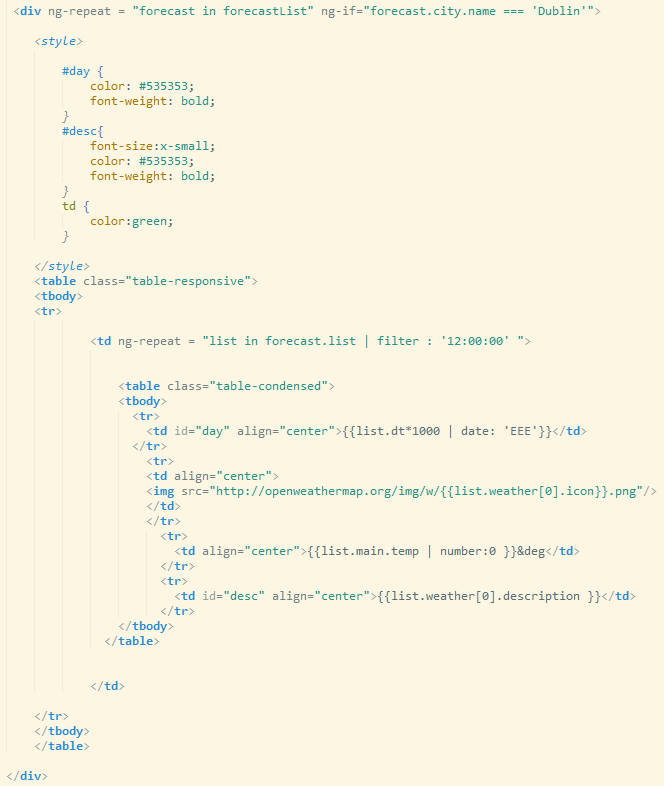 <div ng-repeat = "forecast in forecastList" ng-if="forecast.city.name === 'Dublin'">
<style>
#day {
color: #535353;
font-weight: bold;
}
#desc{
font-size:x-small;
color: #535353;
font-weight: bold;
}
td {
color:green;
}
</style>
<table class="table-responsive">
<tbody>
<tr>
<td ng-repeat = "list in forecast.list | filter : '12:00:00' ">
<table class="table-condensed">
<tbody>
<tr>
<td id="day" align="center">{{list.dt*1000 | date: 'EEE'}}</td>
</tr>
<tr>
<td align="center">
<img src="http://openweathermap.org/img/w/{{list.weather[0].icon}}.png"/>
</td>
</tr>
<tr>
<td align="center">{{list.main.temp | number:0 }}&deg</td>
</tr>
<tr>
<td id="desc" align="center">{{list.weather[0].description }}</td>
</tr>
</tbody>
</table>
</td>
</tr>
</tbody>
</table>
</div>